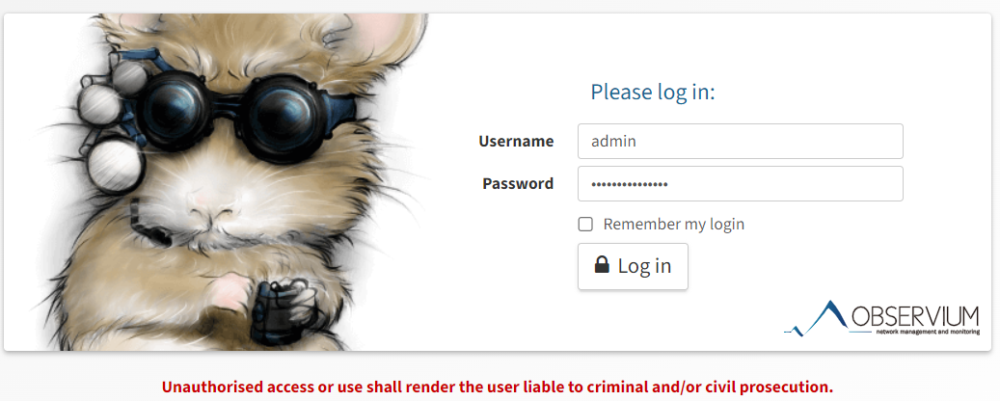 Please log in:
Username
admin
Password
•••••••••••••••
Remember my login
Log in
OBSERVIUM
network management and monitoring
Unauthorised access or use shall render the user liable to criminal and/or civil prosecution.